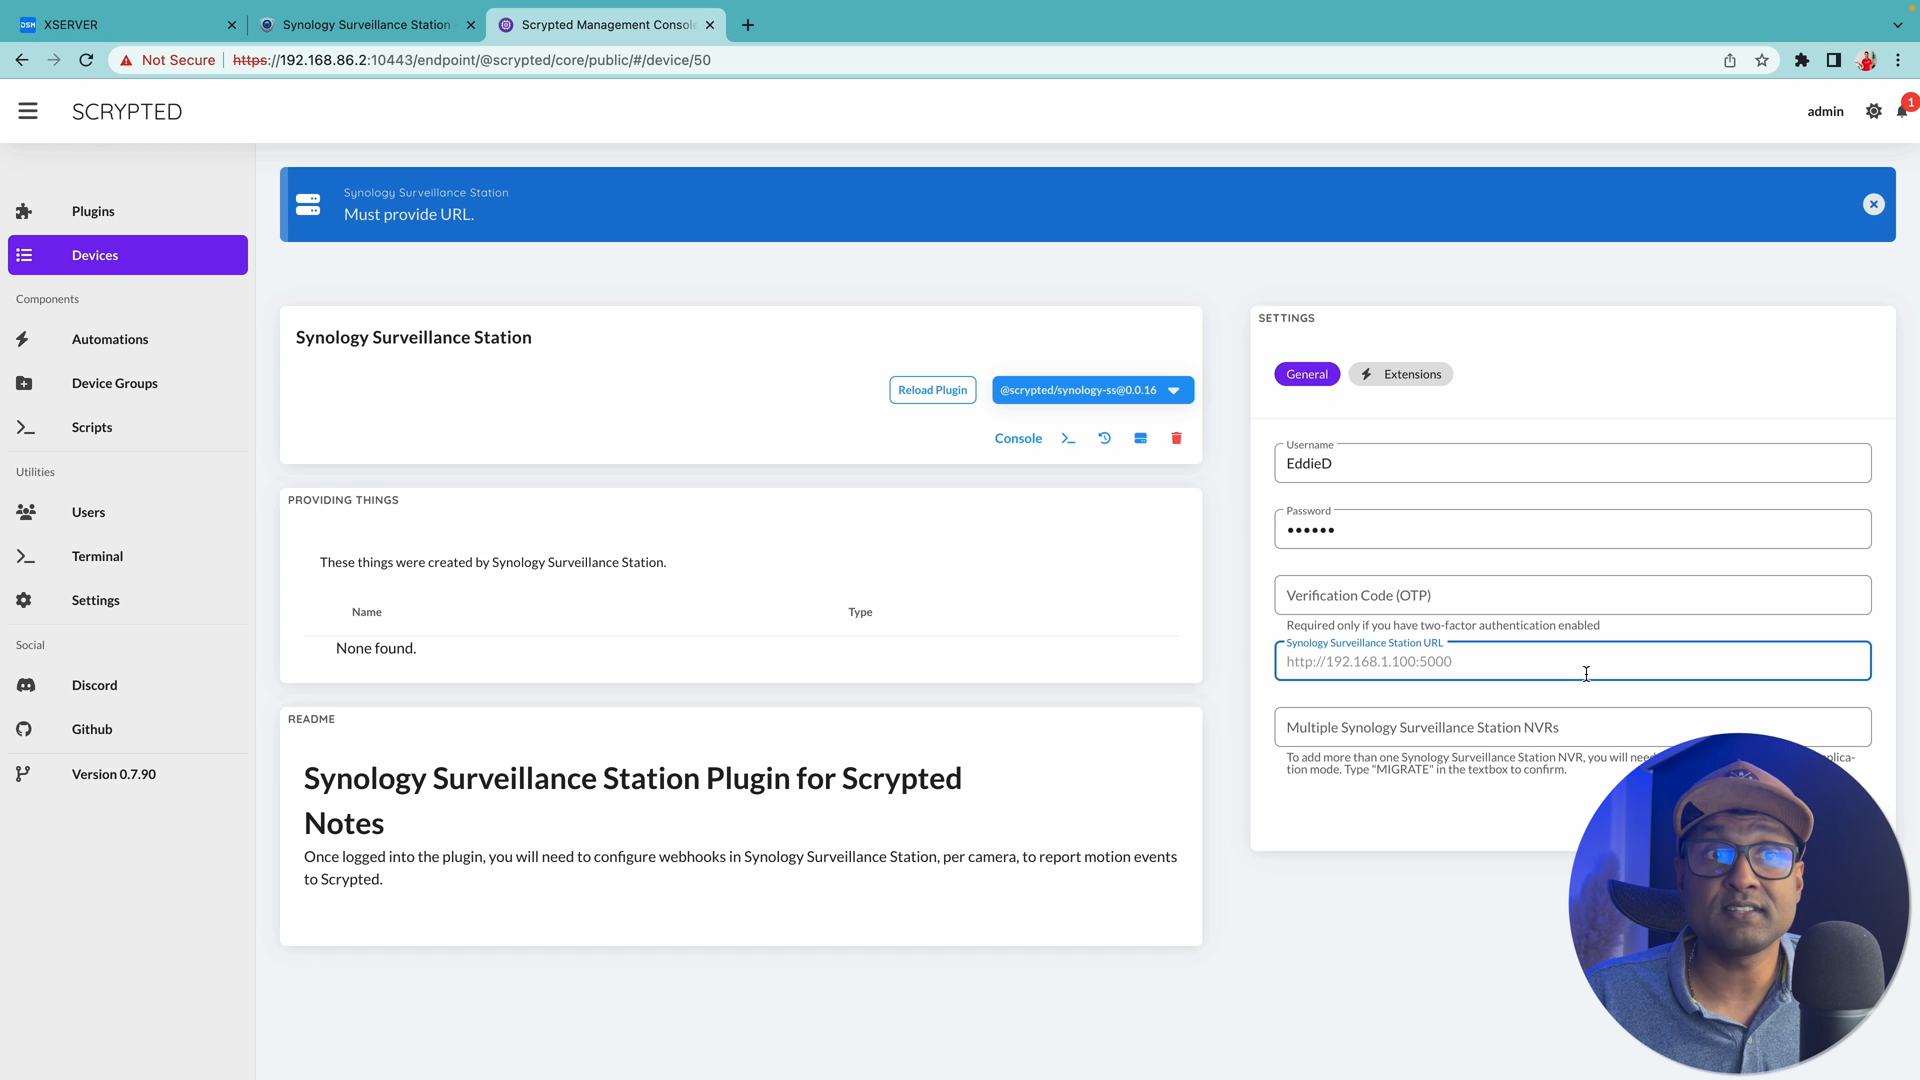 XSERVER
Synology Surveillance Station
Scrypted Management Console
Not Secure
https://192.168.86.2:10443/endpoint/@scrypted/core/public/#/device/50
SCRYPTED
admin
1
Plugins
Devices
Components
Automations
Device Groups
Scripts
Utilities
Users
Terminal
Settings
Social
Discord
Github
Version 0.7.90
Synology Surveillance Station
Must provide URL.
Synology Surveillance Station
Reload Plugin
@scrypted/synology-ss@0.0.16
Console
PROVIDING THINGS
These things were created by Synology Surveillance Station.
Name Type
None found.
README
Synology Surveillance Station Plugin for Scrypted
Notes
Once logged into the plugin, you will need to configure webhooks in Synology Surveillance Station, per camera, to report motion events
to Scrypted.
SETTINGS
General
Extensions
Username
EddieD
Password
••••••
Verification Code (OTP)
Required only if you have two-factor authentication enabled
Synology Surveillance Station URL
http://192.168.1.100:5000
Multiple Synology Surveillance Station NVRs
To add more than one Synology Surveillance Station NVR, you will
tion mode. Type "MIGRATE" in the textbox to confirm.